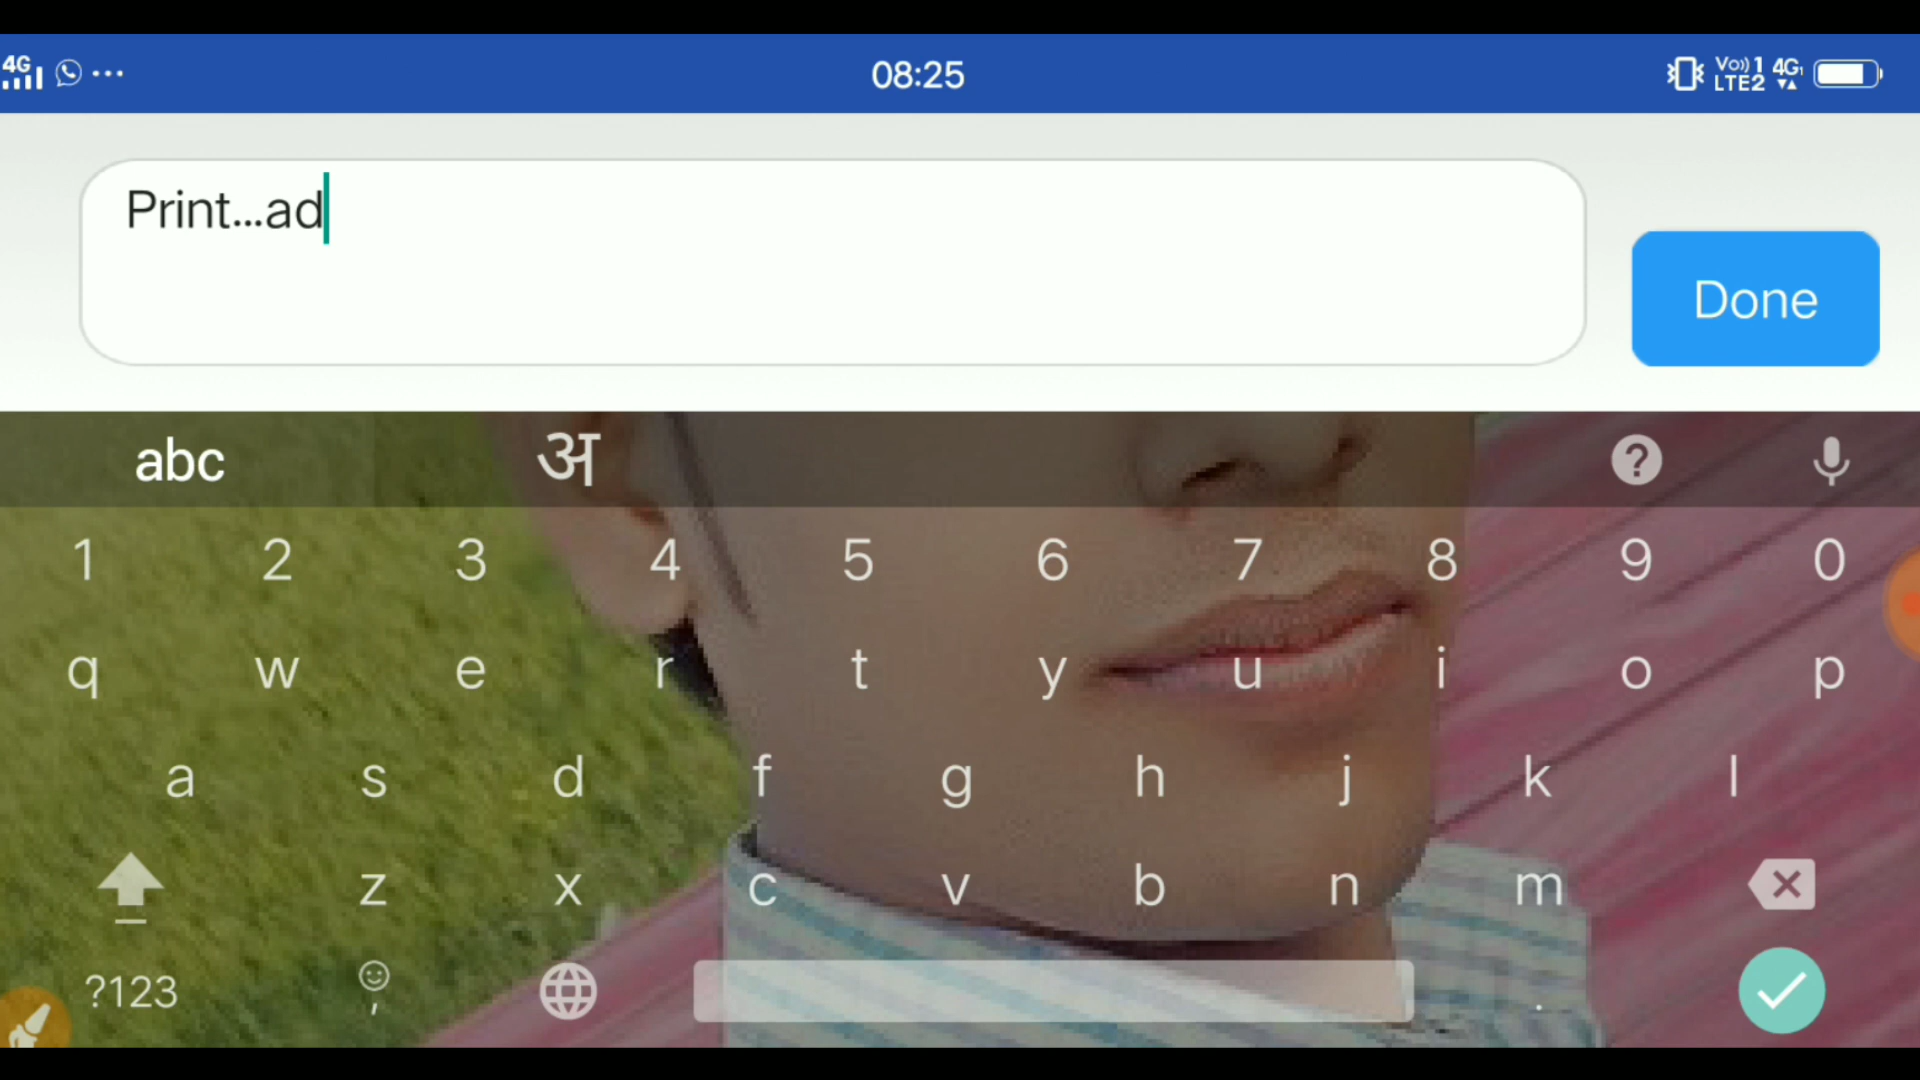 4G 08:25 Vo)) 1 4G1
LTE2
Print...ad
Done
abc अ ?
1 2 3 4 5 6 7 8 9 0
q w e r t y u i o p
a s d f g h j k l
z x c v b n m
?123 , .